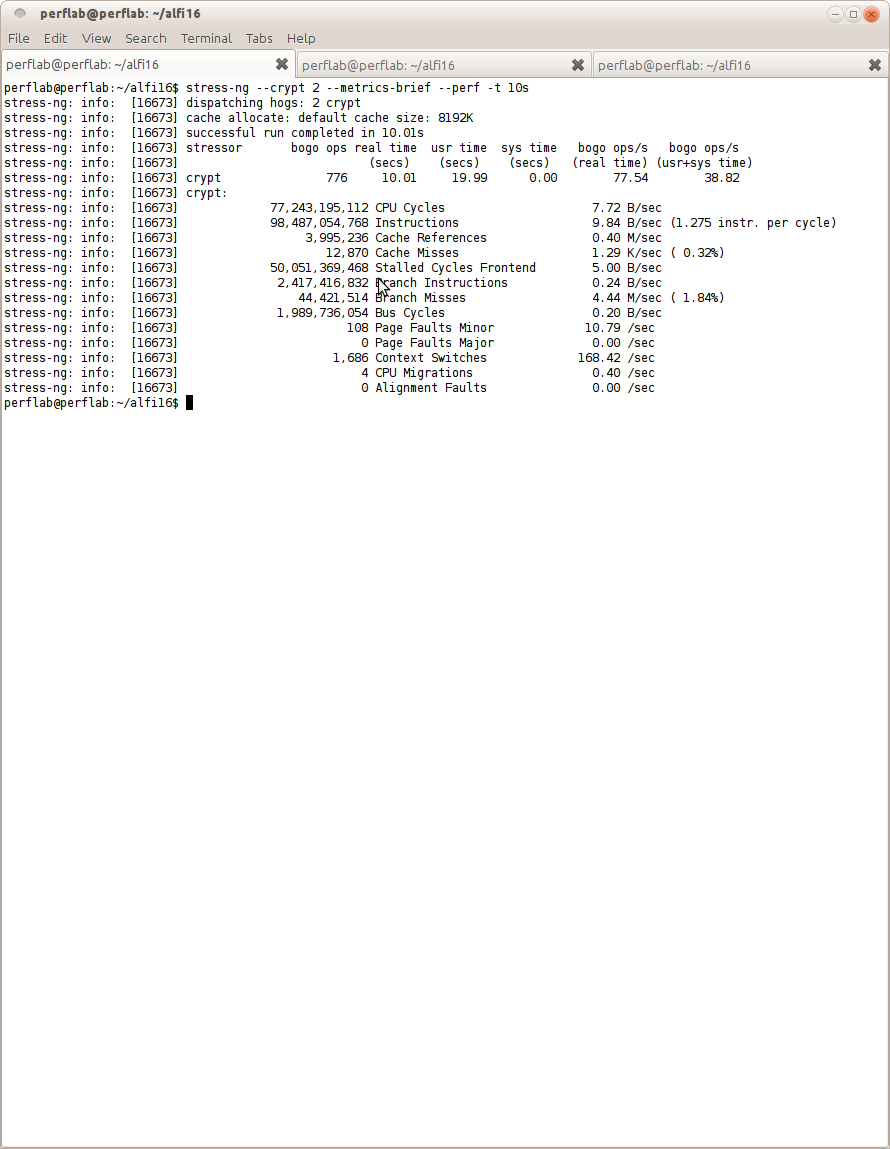 perflab@perflab: ~/alfi16
File Edit View Search Terminal Tabs Help
perflab@perflab: ~/alfi16 perflab@perflab: ~/alfi16 perflab@perflab: ~/alfi16
perflab@perflab:~/alfi16$ stress-ng --crypt 2 --metrics-brief --perf -t 10s
stress-ng: info: [16673] dispatching hogs: 2 crypt
stress-ng: info: [16673] cache allocate: default cache size: 8192K
stress-ng: info: [16673] successful run completed in 10.01s
stress-ng: info: [16673] stressor bogo ops real time usr time sys time bogo ops/s bogo ops/s
stress-ng: info: [16673] (secs) (secs) (secs) (real time) (usr+sys time)
stress-ng: info: [16673] crypt 776 10.01 19.99 0.00 77.54 38.82
stress-ng: info: [16673] crypt:
stress-ng: info: [16673] 77,243,195,112 CPU Cycles 7.72 B/sec
stress-ng: info: [16673] 98,487,054,768 Instructions 9.84 B/sec (1.275 instr. per cycle)
stress-ng: info: [16673] 3,995,236 Cache References 0.40 M/sec
stress-ng: info: [16673] 12,870 Cache Misses 1.29 K/sec ( 0.32%)
stress-ng: info: [16673] 50,051,369,468 Stalled Cycles Frontend 5.00 B/sec
stress-ng: info: [16673] 2,417,416,832 Branch Instructions 0.24 B/sec
stress-ng: info: [16673] 44,421,514 Branch Misses 4.44 M/sec ( 1.84%)
stress-ng: info: [16673] 1,989,736,054 Bus Cycles 0.20 B/sec
stress-ng: info: [16673] 108 Page Faults Minor 10.79 /sec
stress-ng: info: [16673] 0 Page Faults Major 0.00 /sec
stress-ng: info: [16673] 1,686 Context Switches 168.42 /sec
stress-ng: info: [16673] 4 CPU Migrations 0.40 /sec
stress-ng: info: [16673] 0 Alignment Faults 0.00 /sec
perflab@perflab:~/alfi16$